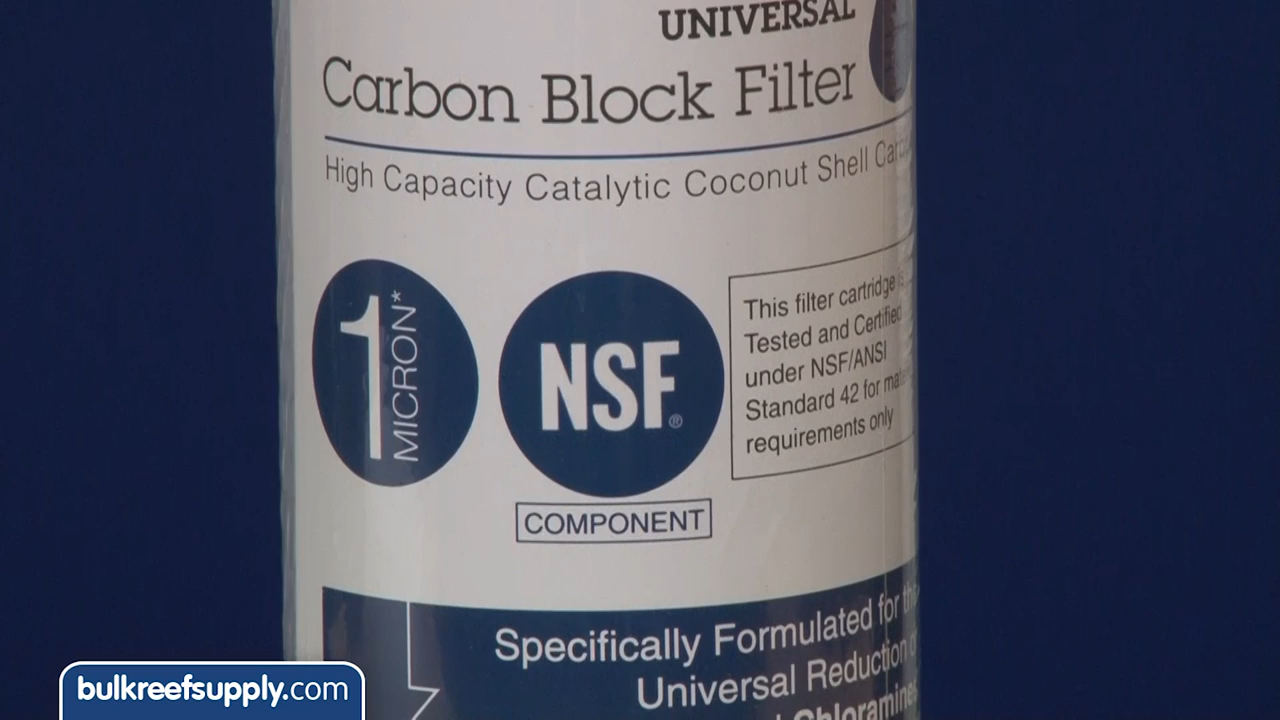 UNIVERSAL
Carbon Block Filter
High Capacity Catalytic Coconut Shell
1
MICRON*
NSF®
COMPONENT
This filter cartridge
Tested and Certified
under NSF/ANSI
Standard 42 for
requirements only
Specifically Formulated for
Universal Reduction
Chloramines
bulkreefsupply.com